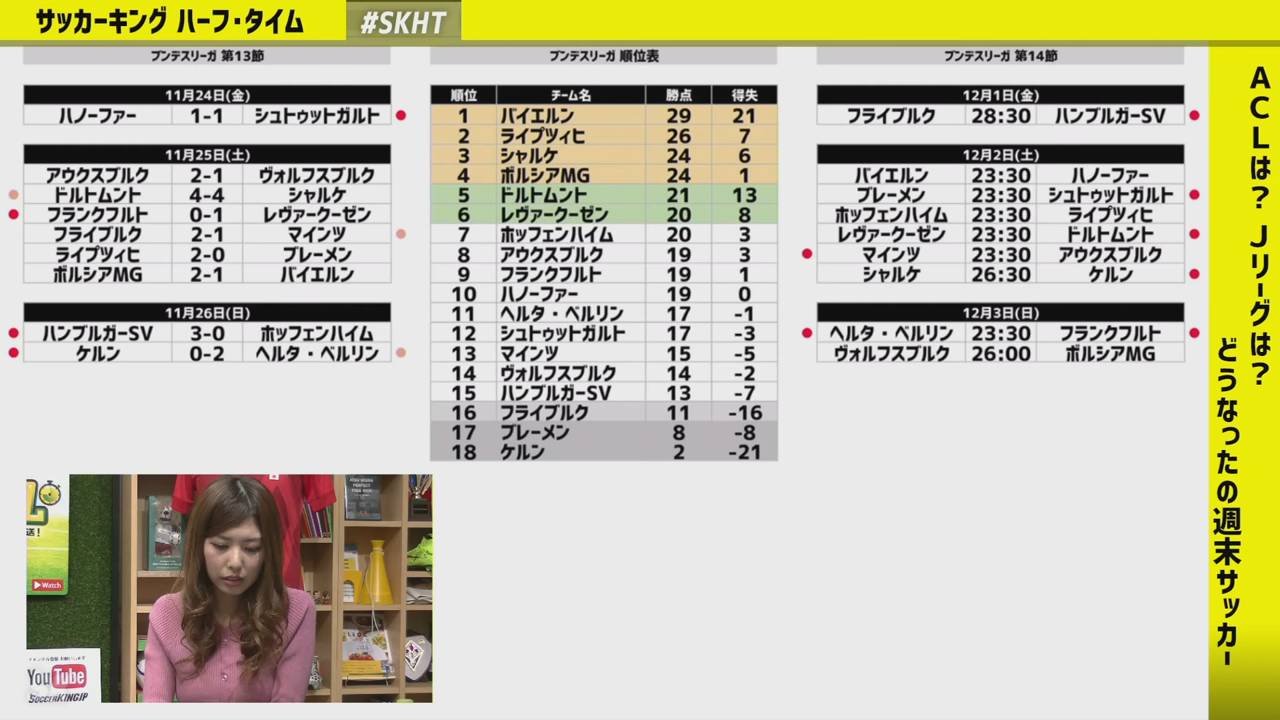 サッカーキング ハーフ・タイム
#SKHT
ブンデスリーガ 第13節
11月24日(金)
ハノーファー 1-1 シュトゥットガルト
11月25日(土)
アウクスブルク 2-1 ヴォルフスブルク
ドルトムント 4-4 シャルケ
フランクフルト 0-1 レヴァークーゼン
フライブルク 2-1 マインツ
ライプツィヒ 2-0 ブレーメン
ボルシアMG 2-1 バイエルン
11月26日(日)
ハンブルガーSV 3-0 ホッフェンハイム
ケルン 0-2 ヘルタ・ベルリン
ブンデスリーガ 順位表
順位 チーム名 勝点 得失
1 バイエルン 29 21
2 ライプツィヒ 26 7
3 シャルケ 24 6
4 ボルシアMG 24 1
5 ドルトムント 21 13
6 レヴァークーゼン 20 8
7 ホッフェンハイム 20 3
8 アウクスブルク 19 3
9 フランクフルト 19 1
10 ハノーファー 19 0
11 ヘルタ・ベルリン 17 -1
12 シュトゥットガルト 17 -3
13 マインツ 15 -5
14 ヴォルフスブルク 14 -2
15 ハンブルガーSV 13 -7
16 フライブルク 11 -16
17 ブレーメン 8 -8
18 ケルン 2 -21
ブンデスリーガ 第14節
12月1日(金)
フライブルク 28:30 ハンブルガーSV
12月2日(土)
バイエルン 23:30 ハノーファー
ブレーメン 23:30 シュトゥットガルト
ホッフェンハイム 23:30 ライプツィヒ
レヴァークーゼン 23:30 ドルトムント
マインツ 23:30 アウクスブルク
シャルケ 26:30 ケルン
12月3日(日)
ヘルタ・ベルリン 23:30 フランクフルト
ヴォルフスブルク 26:00 ボルシアMG
ACLは？ Jリーグは？
どうなったの週末サッカー
送!
Watch
YouTube
SOCCERKINGJP